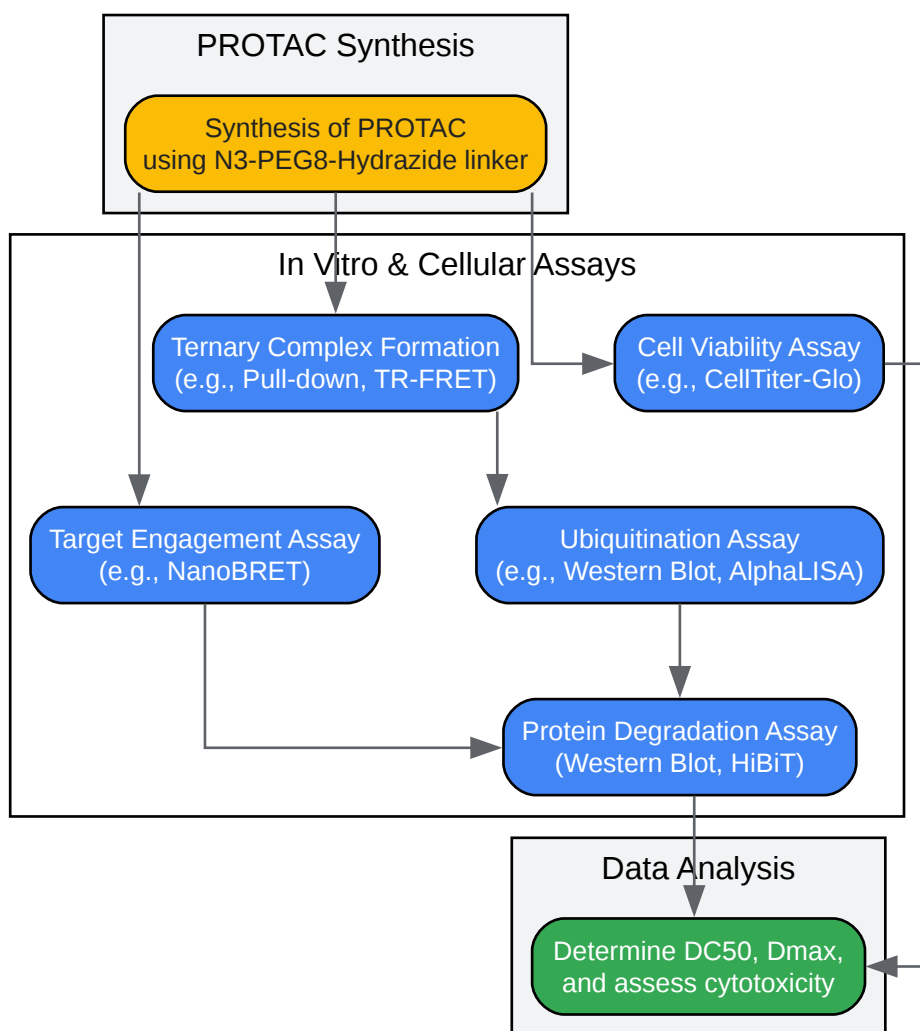 PROTAC Synthesis
Synthesis of PROTAC
using N3-PEG8-Hydrazide linker
In Vitro & Cellular Assays
Ternary Complex Formation
(e.g., Pull-down, TR-FRET)
Cell Viability Assay
(e.g., CellTiter-Glo)
Target Engagement Assay
(e.g., NanoBRET)
Ubiquitination Assay
(e.g., Western Blot, AlphaLISA)
Protein Degradation Assay
(Western Blot, HiBiT)
Data Analysis
Determine DC50, Dmax,
and assess cytotoxicity